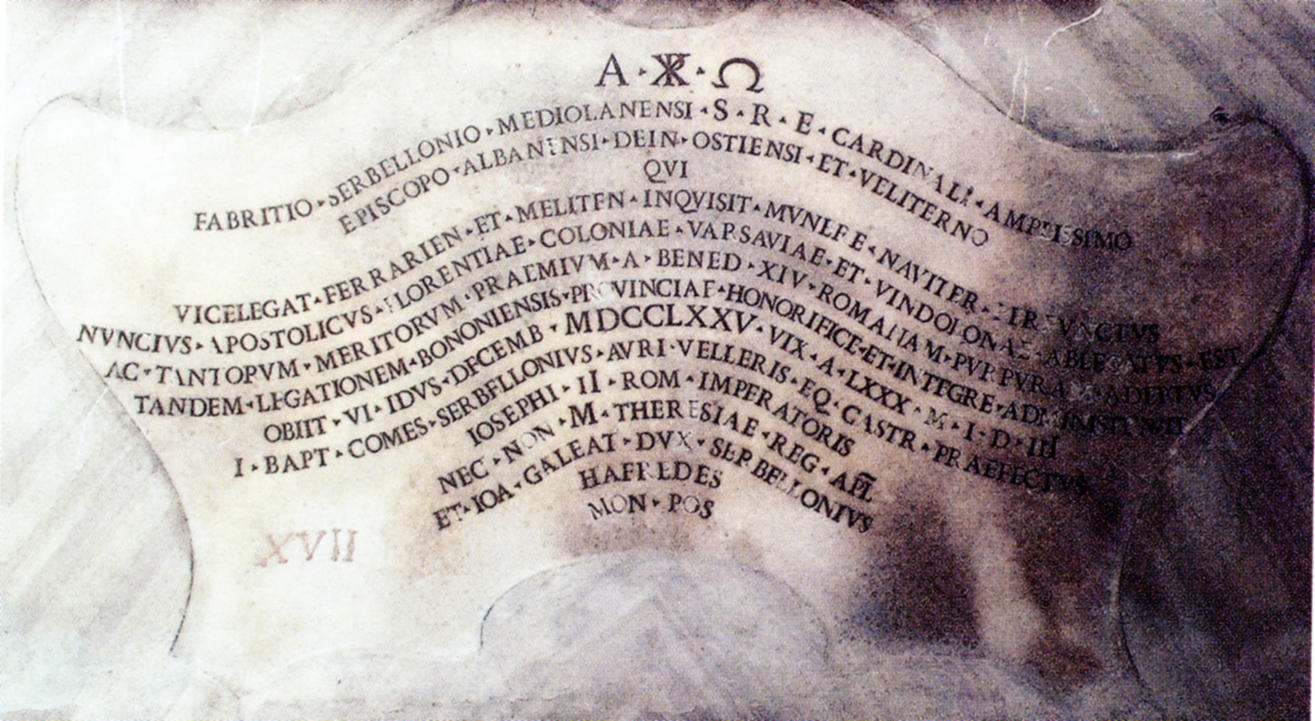 A · ☧ · Ω
FABRITIO · SERBELLONIO · MEDIOLANENSI · S · R · E · CARDINALI · AMPLISSIMO
EPISCOPO · ALBANENSI · DEIN · OSTIENSI · ET · VELITERNO
QVI
VICELEGAT · FERRARIEN · ET · MELITEN · INQVISIT · MVNERE · NAVITER · PERFVNCTVS
NVNCIVS · APOSTOLICVS · FLORENTIAE · COLONIAE · VARSAVIAE · ET · VINDOBONAE · ABLEGATVS · EST
AC · TANTORVM · MERITORVM · PRAEMIVM · A · BENED · XIV · ROMANAM · PVRPVRAM · ADEPTVS
TANDEM · LEGATIONEM · BONONIENSIS · PROVINCIAE · HONORIFICE · ET · INTEGRE · ADMINISTRAVIT
OBIIT · VI · IDVS · DECEMB · MDCCLXXV · VIX · A · LXXX · M · I · D · III
I · BAPT · COMES · SERBELLONIVS · AVRI · VELLERIS · EQ · CASTR · PRAEFECTVS
IOSEPHI · II · ROM · IMPERATORIS
NEC · NON · M · THERESIAE · REG · APL
ET · IOA · GALEAT · DVX · SERBELLONIVS
HAEREDES
MON · POS
XVII